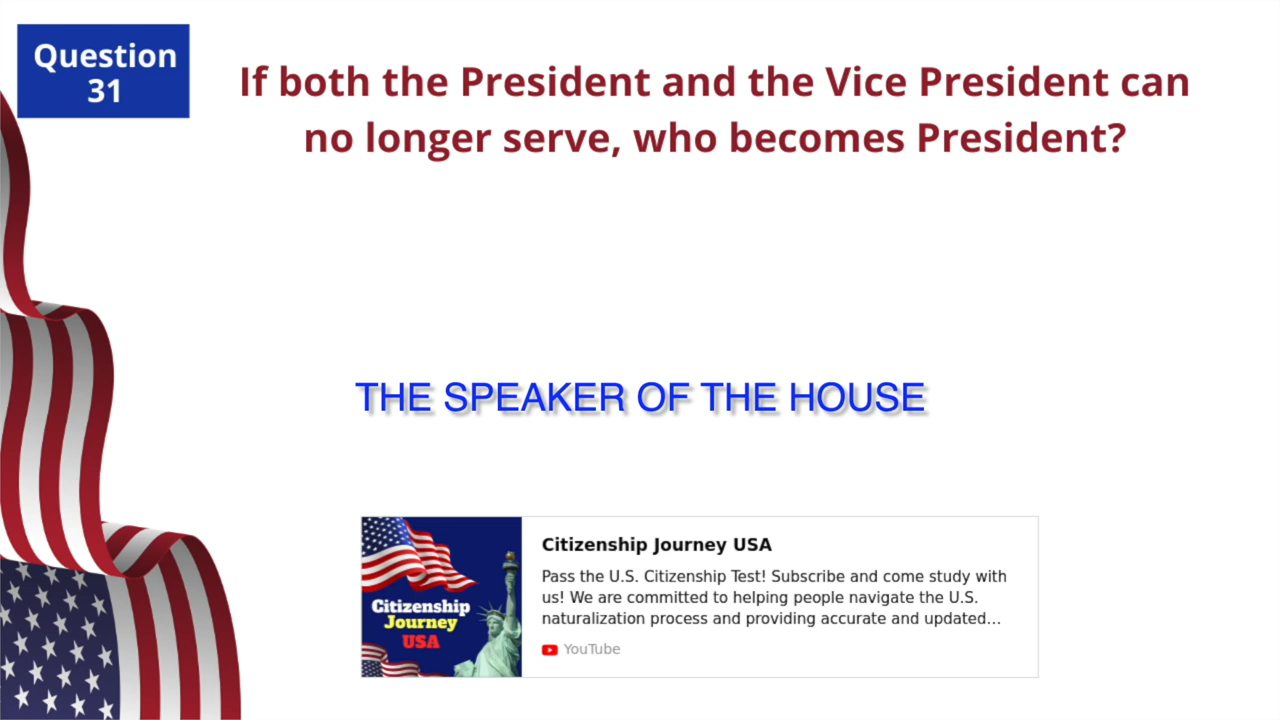 Question
31
If both the President and the Vice President can
no longer serve, who becomes President?
THE SPEAKER OF THE HOUSE
Citizenship
Journey
USA
Citizenship Journey USA
Pass the U.S. Citizenship Test! Subscribe and come study with
us! We are committed to helping people navigate the U.S.
naturalization process and providing accurate and updated...
YouTube